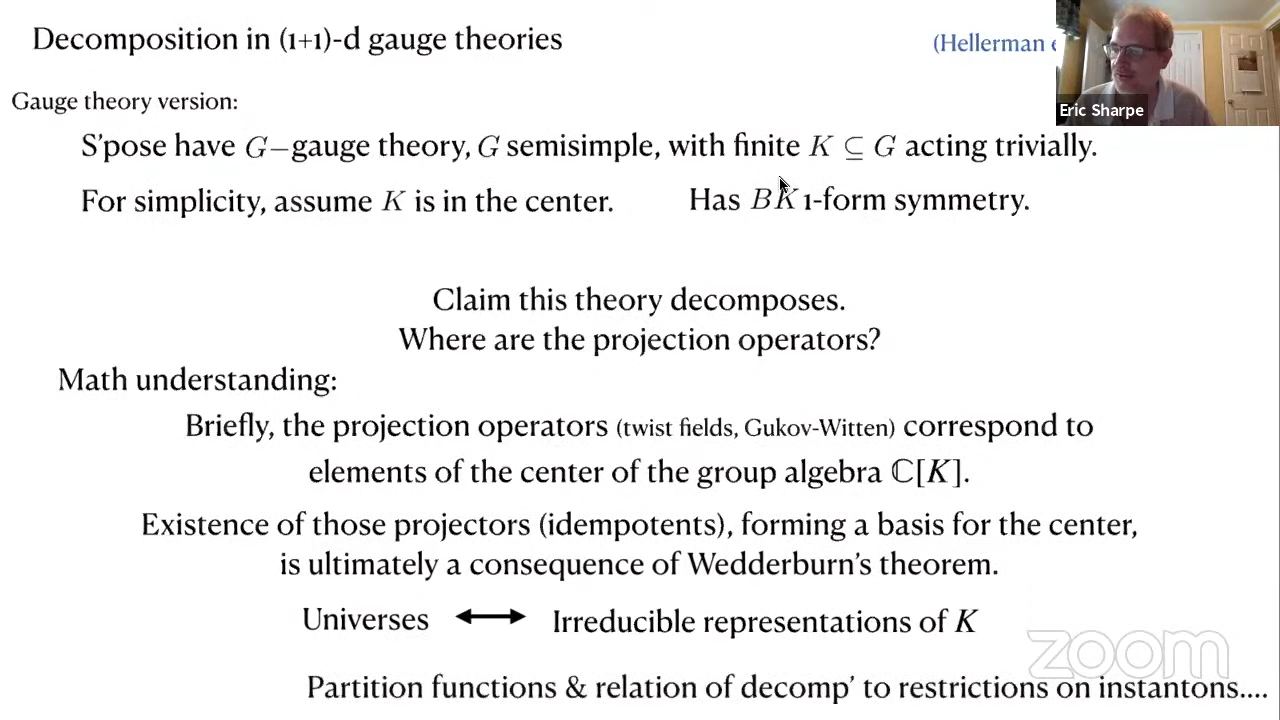 Decomposition in (1+1)-d gauge theories
(Hellerman
Eric Sharpe
Gauge theory version:
S'pose have G−gauge theory, G semisimple, with finite K ⊆ G acting trivially.
For simplicity, assume K is in the center. Has BK 1-form symmetry.
Claim this theory decomposes.
Where are the projection operators?
Math understanding:
Briefly, the projection operators (twist fields, Gukov-Witten) correspond to
elements of the center of the group algebra ℂ[K].
Existence of those projectors (idempotents), forming a basis for the center,
is ultimately a consequence of Wedderburn's theorem.
Universes ⟷ Irreducible representations of K
zoom
Partition functions & relation of decomp' to restrictions on instantons....